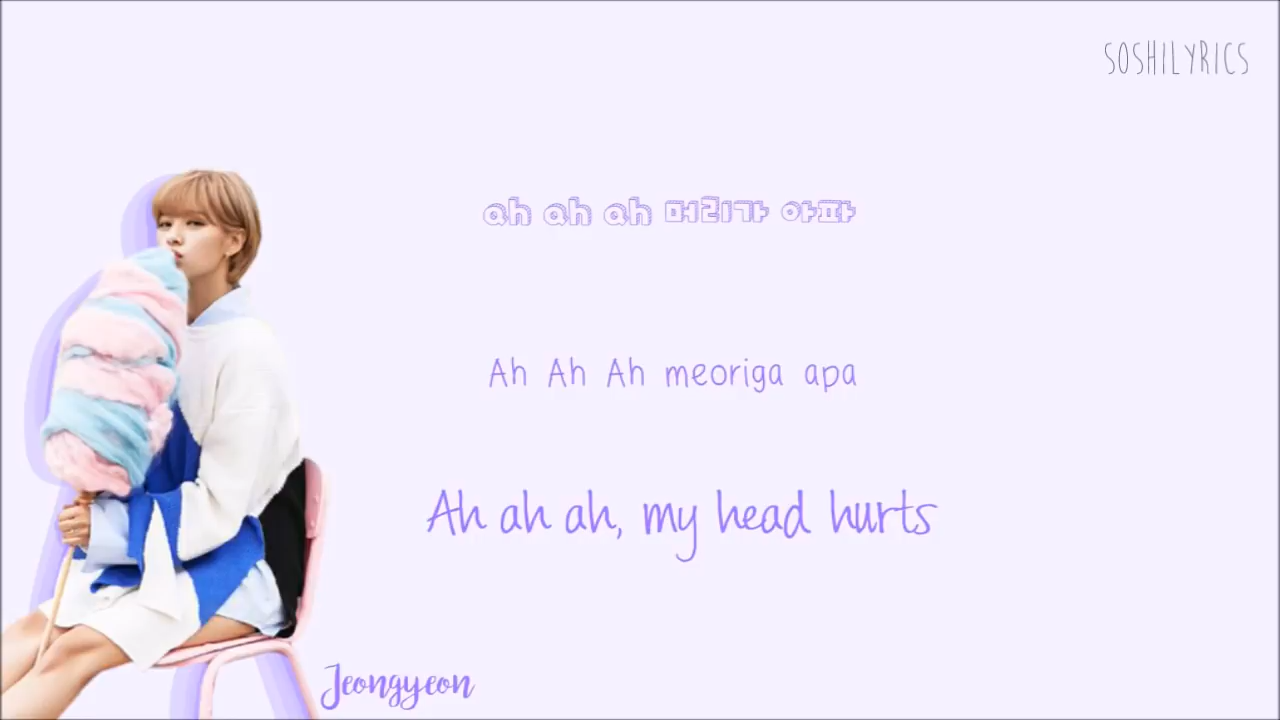 SOSHILYRICS
ah ah ah 머리가 아파
Ah Ah Ah meoriga apa
Ah ah ah, my head hurts
Jeongyeon